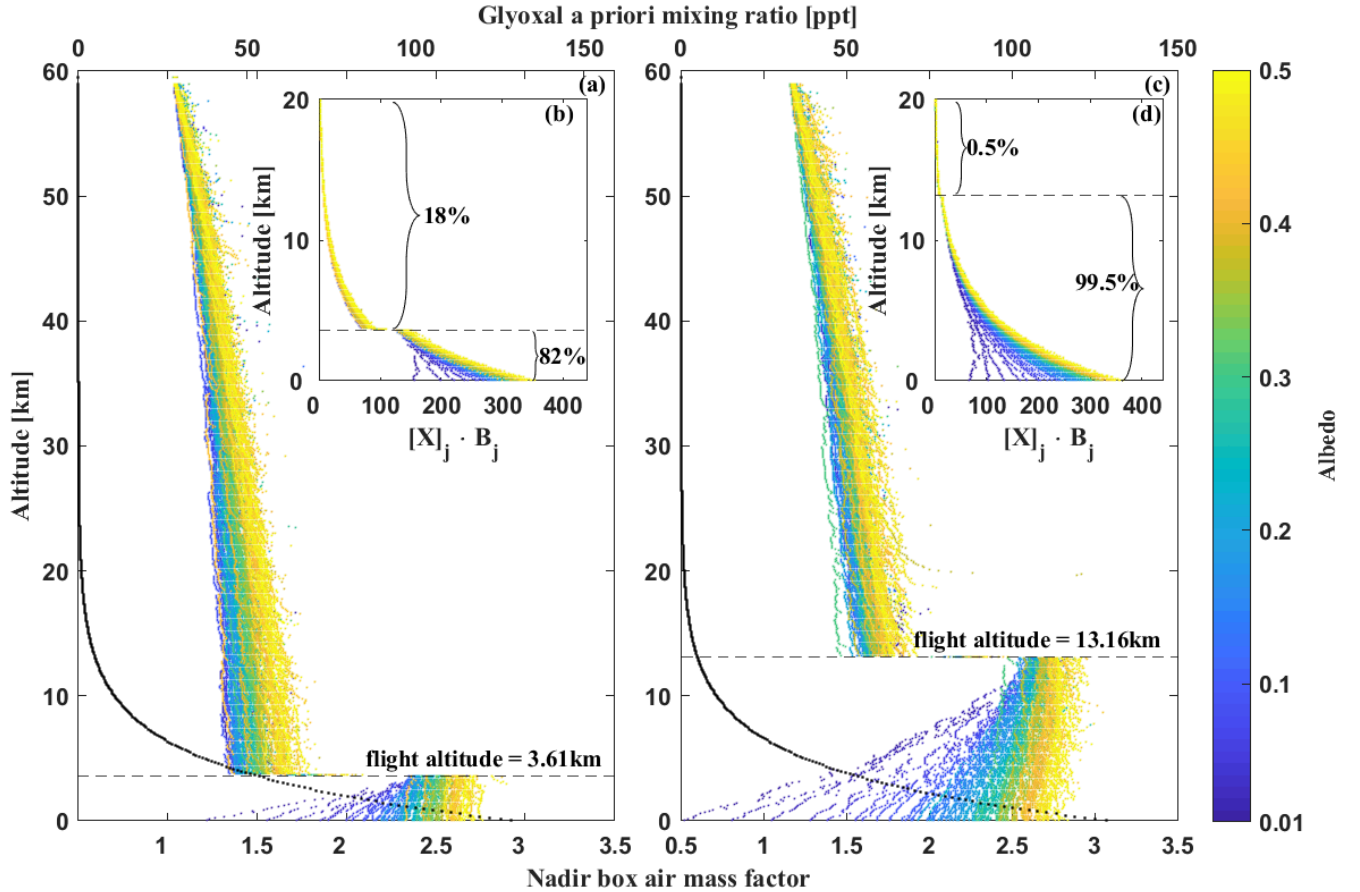 Glyoxal a priori mixing ratio [ppt]
0 50 100 150
0 50 100 150
(a)
(c)
60
50
40
30
20
10
0
Altitude [km]
(b)
20
10
0
Altitude [km]
18%
82%
0 100 200 300 400
[X]j · Bj
flight altitude = 3.61km
1 1.5 2 2.5 3 3.5
60
50
40
30
20
10
0
(d)
20
10
0
Altitude [km]
0.5%
99.5%
0 100 200 300 400
[X]j · Bj
flight altitude = 13.16km
0.5 1 1.5 2 2.5 3 3.5
Nadir box air mass factor
0.5
0.4
0.3
0.2
0.1
0.01
Albedo